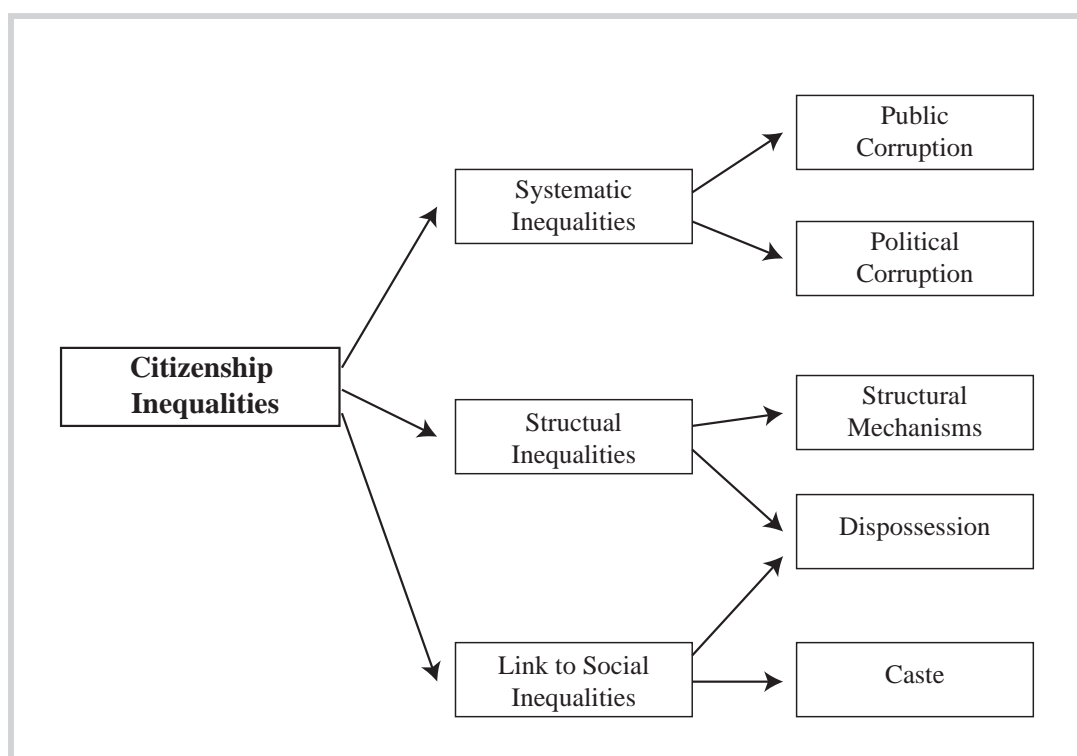 Public
Corruption
Systematic
Inequalities
Political
Corruption
Citizenship
Inequalities
Structual
Inequalities
Structural
Mechanisms
Dispossession
Link to Social
Inequalities
Caste